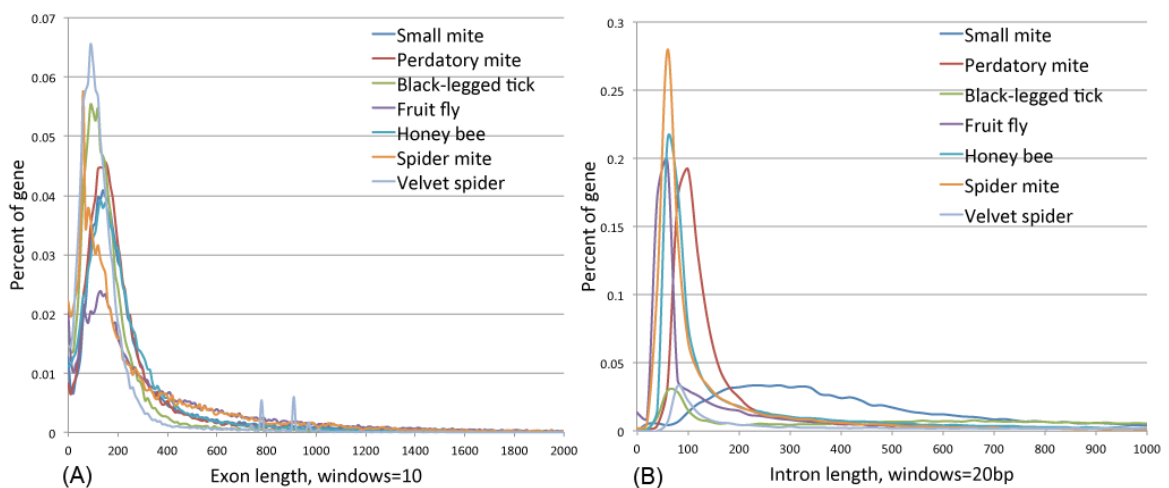 0.07
0.06
0.05
0.04
0.03
0.02
0.01
0
Percent of gene
Small mite
Perdatory mite
Black-legged tick
Fruit fly
Honey bee
Spider mite
Velvet spider
0 200 400 600 800 1000 1200 1400 1600 1800 2000
(A) Exon length, windows=10
0.3
0.25
0.2
0.15
0.1
0.05
0
Percent of gene
Small mite
Perdatory mite
Black-legged tick
Fruit fly
Honey bee
Spider mite
Velvet spider
0 100 200 300 400 500 600 700 800 900 1000
(B) Intron length, windows=20bp